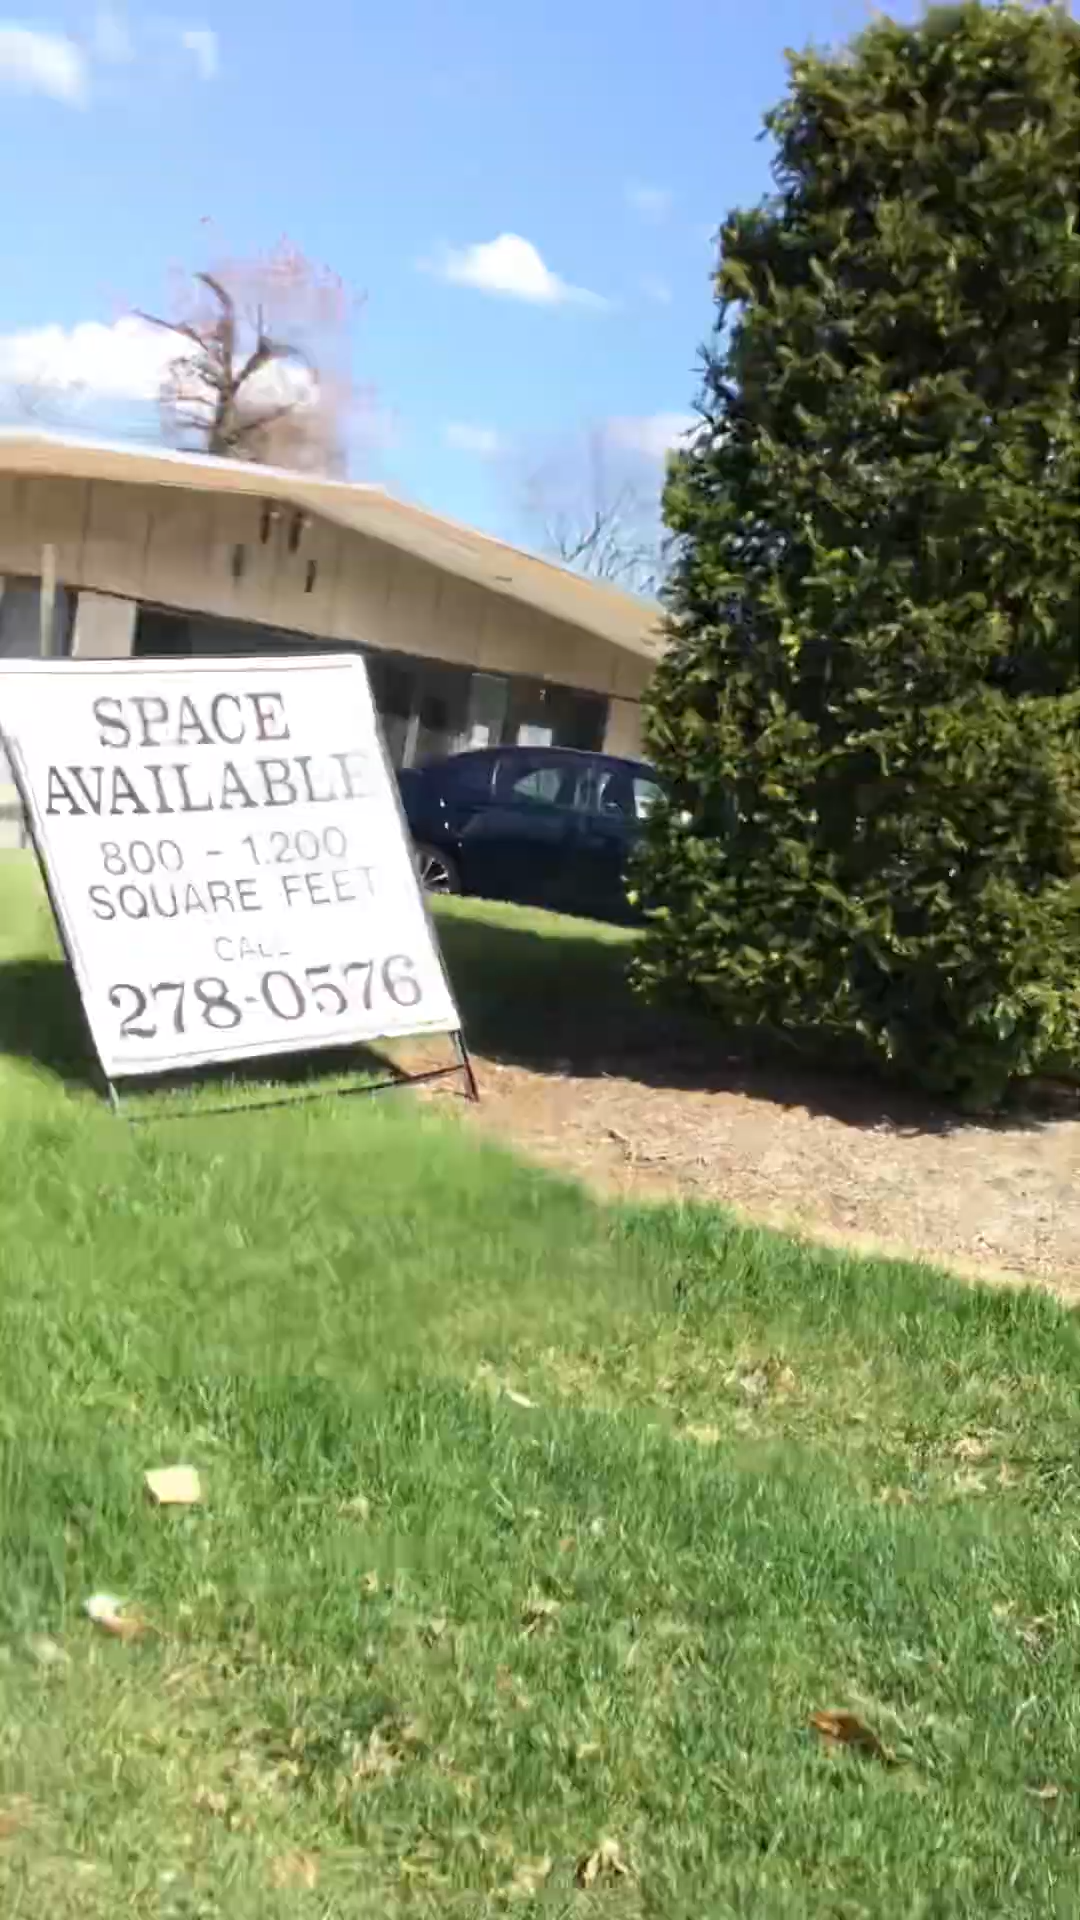 SPACE
AVAILABLE
800 - 1,200
SQUARE FEET
CALL
278-0576